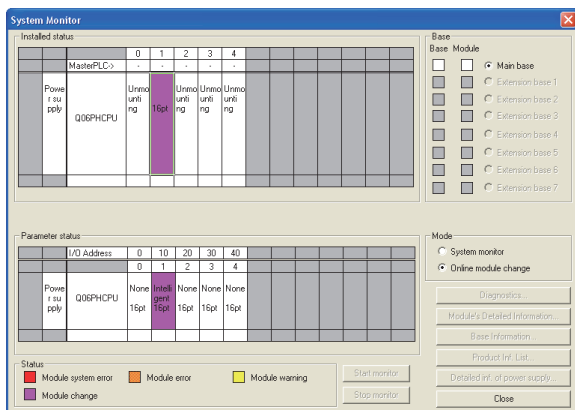 System Monitor
Installed status
0 1 2 3 4
MasterPLC-> - - - - -
Powe
r su
pply
Q06PHCPU
Unmo
unti
ng
16pt
Unmo
unti
ng
Unmo
unti
ng
Unmo
unti
ng
Base
Base Module
Main base
Extension base 1
Extension base 2
Extension base 3
Extension base 4
Extension base 5
Extension base 6
Extension base 7
Parameter status
I/O Address 0 10 20 30 40
0 1 2 3 4
Powe
r su
pply
Q06PHCPU
None
16pt
Intelli
gent
16pt
None
16pt
None
16pt
None
16pt
Mode
System monitor
Online module change
Diagnostics...
Module's Detailed Information...
Base Information...
Product Inf. List...
Detailed inf. of power supply...
Close
Status
Module system error
Module error
Module warning
Module change
Start monitor
Stop monitor